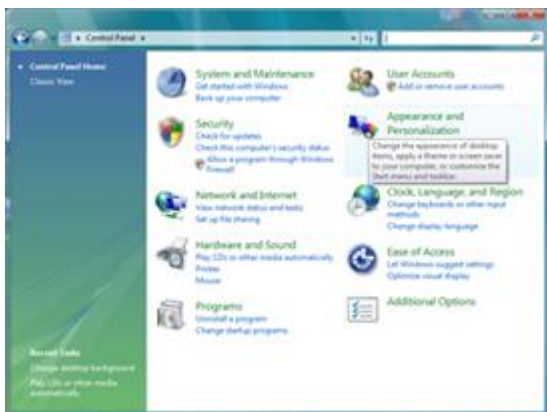 Control Panel
Control Panel Home
Classic View
System and Maintenance
Get started with Windows
Back up your computer
Security
Check for updates
Check this computer's security status
Allow a program through Windows
Firewall
Network and Internet
View network status and tasks
Set up file sharing
Hardware and Sound
Play CDs or other media automatically
Printer
Mouse
Programs
Uninstall a program
Change startup programs
User Accounts
Add or remove user accounts
Appearance and
Personalization
Change the appearance of desktop
items, apply a theme or screen saver
to your computer, or customize the
Start menu and taskbar.
Clock, Language, and Region
Change keyboards or other input
methods
Change display language
Ease of Access
Let Windows suggest settings
Optimize visual display
Additional Options
Recent Tasks
Change desktop background
Play CDs or other media
automatically